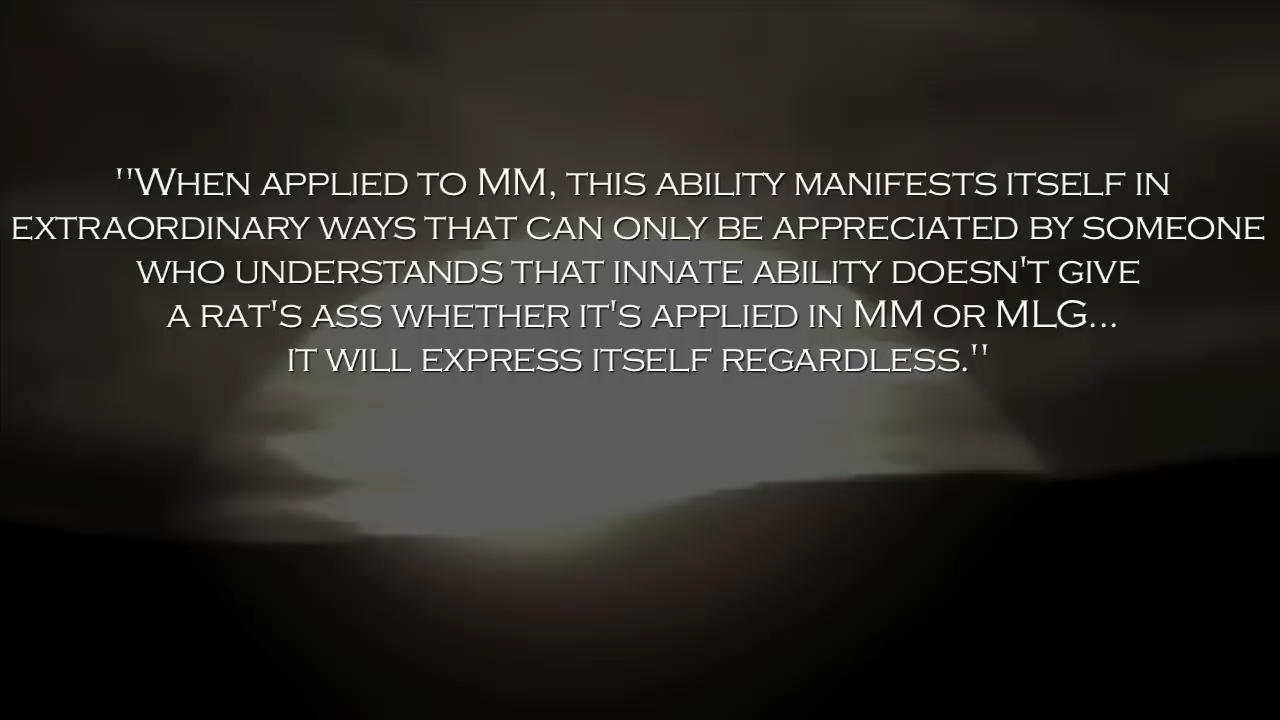 "When applied to MM, this ability manifests itself in
extraordinary ways that can only be appreciated by someone
who understands that innate ability doesn't give
a rat's ass whether it's applied in MM or MLG...
it will express itself regardless."